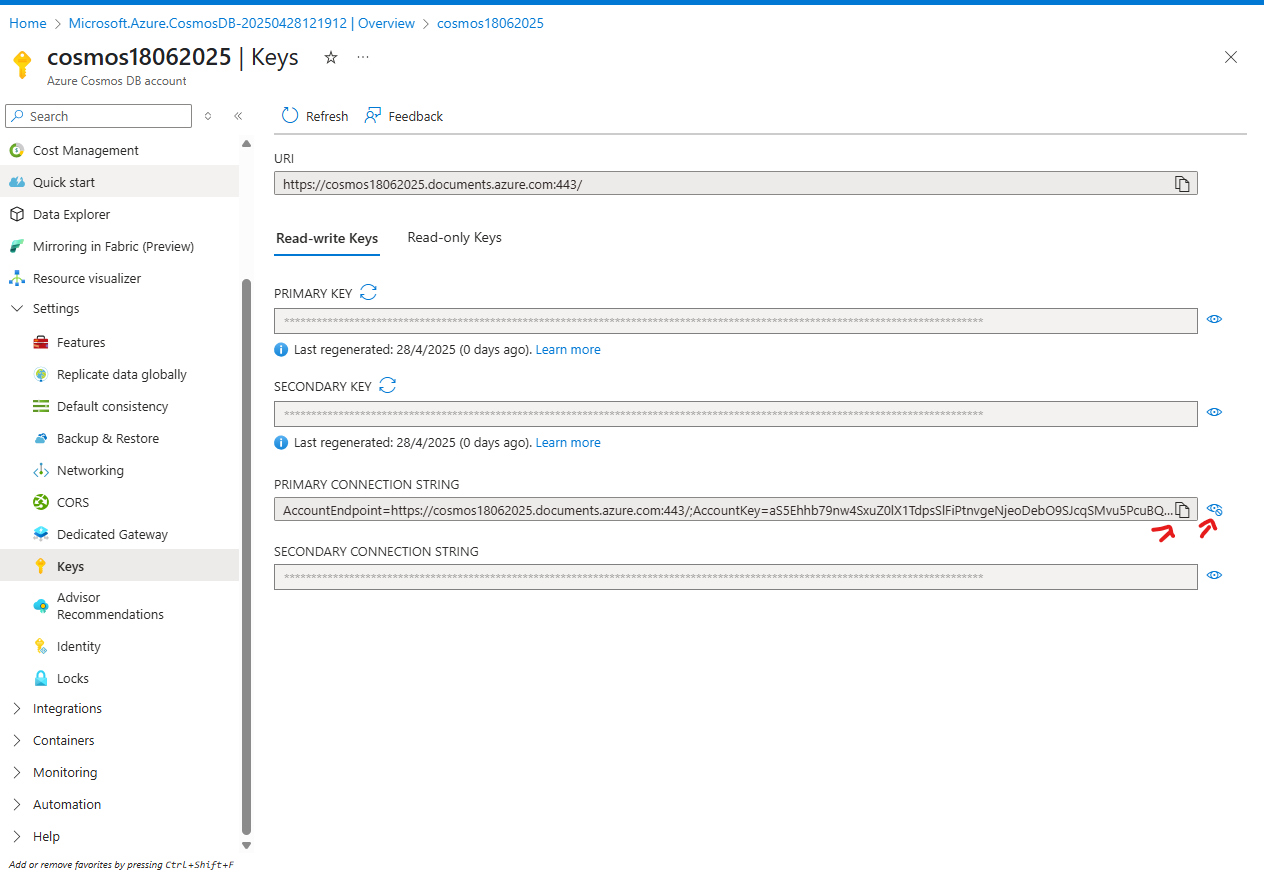 Home > Microsoft.Azure.CosmosDB-20250428121912 | Overview > cosmos18062025
cosmos18062025 | Keys
Azure Cosmos DB account
Search
Refresh
Feedback
Cost Management
Quick start
Data Explorer
Mirroring in Fabric (Preview)
Resource visualizer
Settings
Features
Replicate data globally
Default consistency
Backup & Restore
Networking
CORS
Dedicated Gateway
Keys
Advisor
Recommendations
Identity
Locks
Integrations
Containers
Monitoring
Automation
Help
Add or remove favorites by pressing Ctrl+Shift+F
URI
https://cosmos18062025.documents.azure.com:443/
Read-write Keys
Read-only Keys
PRIMARY KEY
Last regenerated: 28/4/2025 (0 days ago). Learn more
SECONDARY KEY
Last regenerated: 28/4/2025 (0 days ago). Learn more
PRIMARY CONNECTION STRING
AccountEndpoint=https://cosmos18062025.documents.azure.com:443/;AccountKey=
SECONDARY CONNECTION STRING